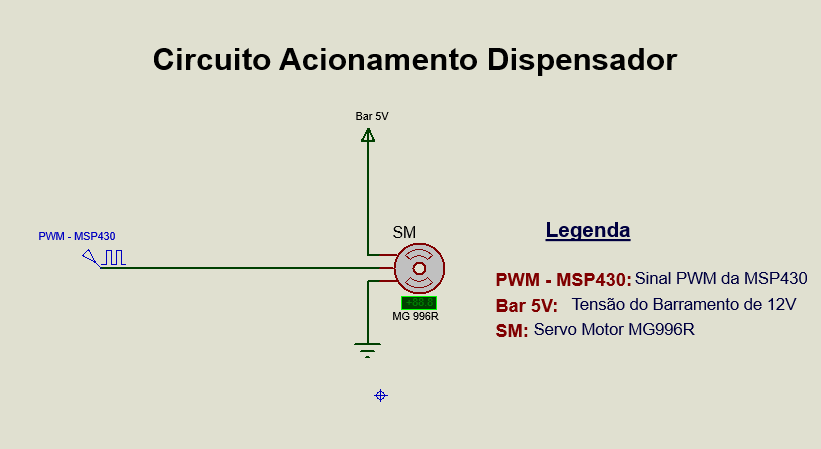 Circuito Acionamento Dispensador
Bar 5V
PWM - MSP430
SM
Legenda
PWM - MSP430: Sinal PWM da MSP430
Bar 5V: Tensão do Barramento de 12V
MG 996R
SM: Servo Motor MG996R